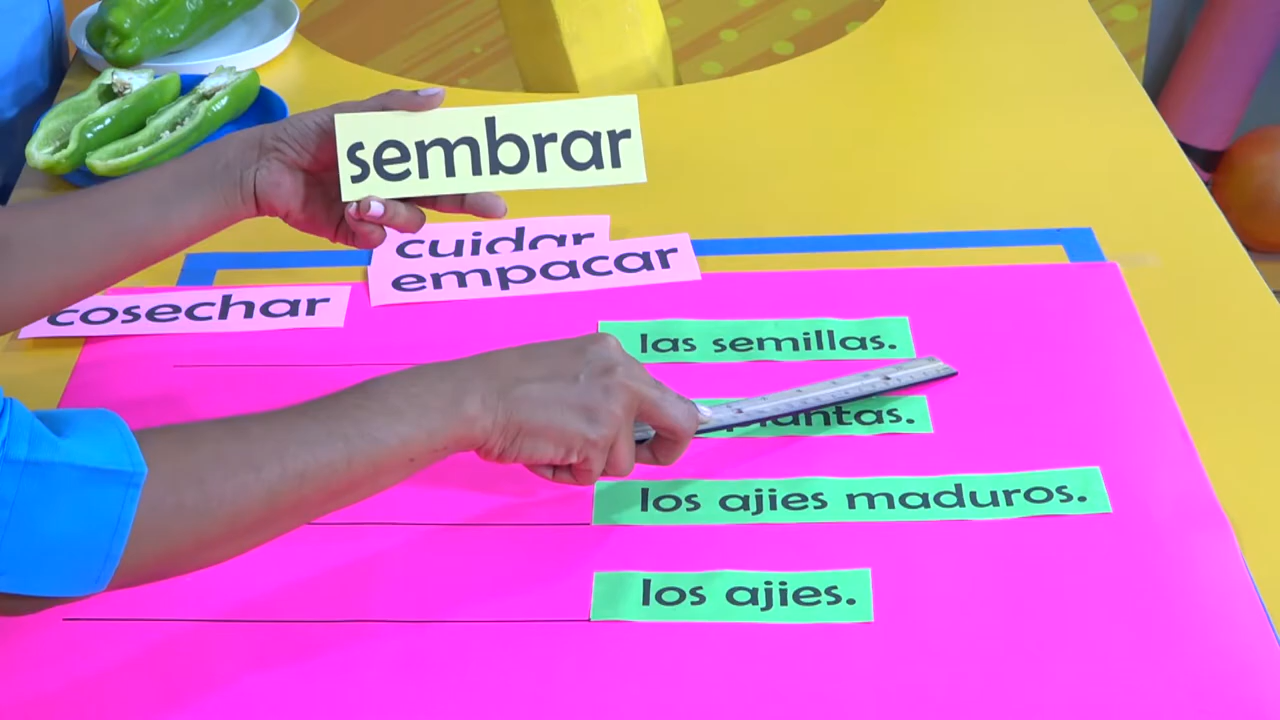 sembrar
cuidar
empacar
cosechar
las semillas.
plantas.
los ajies maduros.
los ajies.